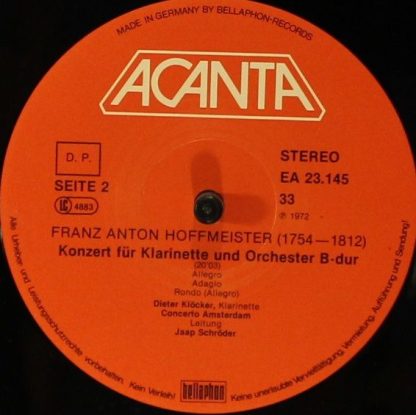 MADE IN GERMANY BY BELLAPHON-RECORDS
ACANTA
D. P.
SEITE 2
LC 4883
STEREO
EA 23.145
33
℗ 1972
FRANZ ANTON HOFFMEISTER (1754—1812)
Konzert für Klarinette und Orchester B-dur
(20'03)
Allegro
Adagio
Rondo (Allegro)
Dieter Klöcker, Klarinette
Concerto Amsterdam
Leitung
Jaap Schröder
bellaphon
Alle Urheber- und Leistungsschutzrechte vorbehalten. Kein Verleih! Keine unerlaubte Vervielfältigung, Vermietung, Aufführung und Sendung!